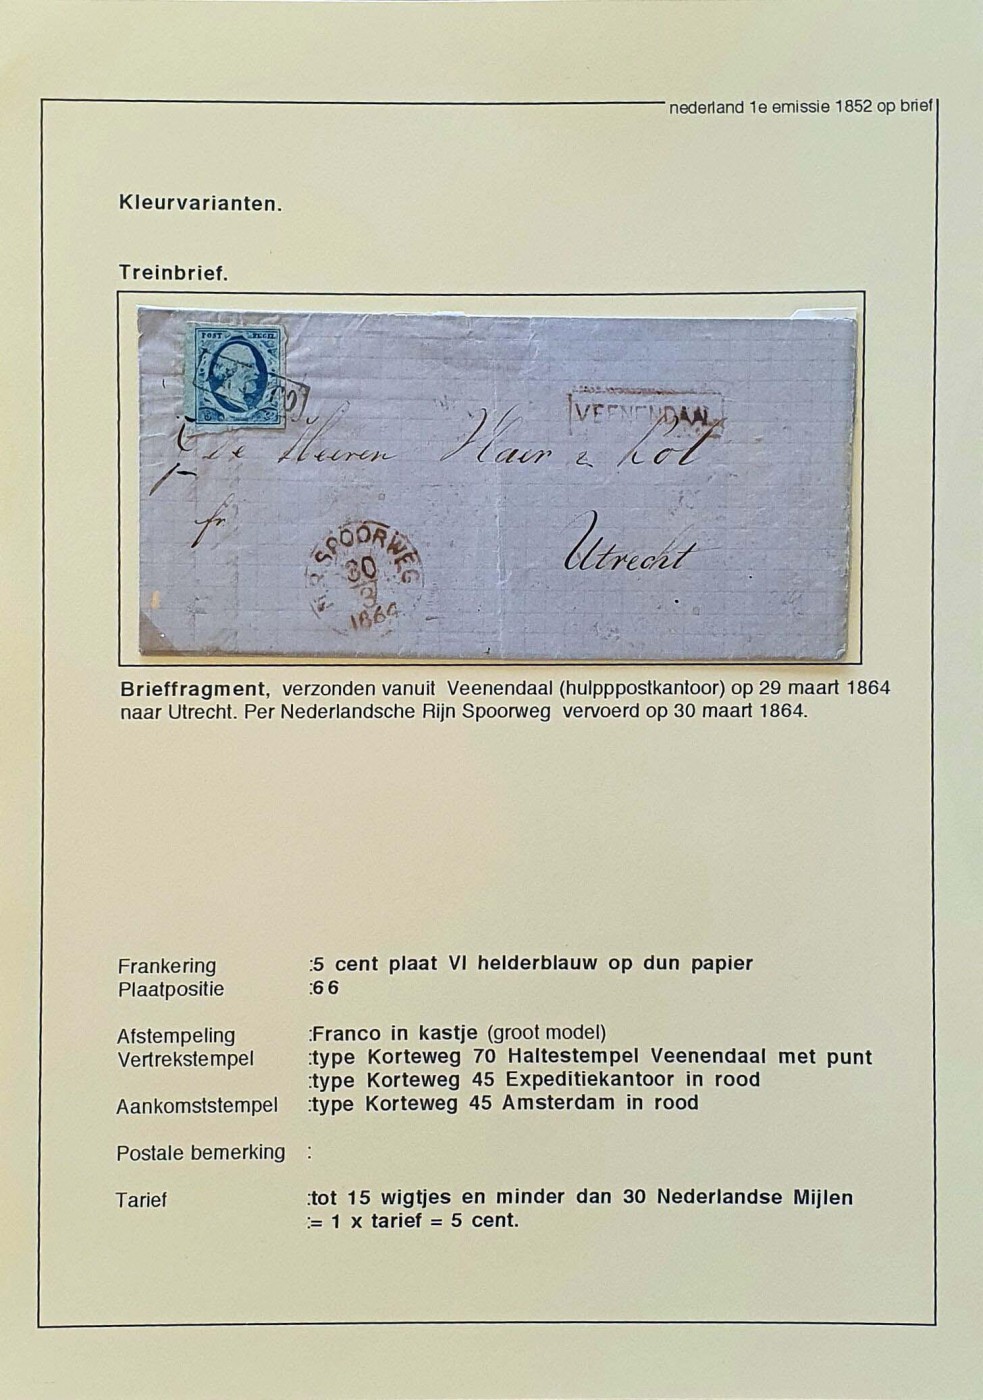 nederland 1e emissie 1852 op brief
Kleurvarianten.
Treinbrief.
POST ZEGEL
CO
VEENENDAAL
Heeren
fr
Utrecht
SPOORWEG
30
3
1864
Brieffragment, verzonden vanuit Veenendaal (hulpppostkantoor) op 29 maart 1864
naar Utrecht. Per Nederlandsche Rijn Spoorweg vervoerd op 30 maart 1864.
Frankering :5 cent plaat VI helderblauw op dun papier
Plaatpositie :66
Afstempeling :Franco in kastje (groot model)
Vertrekstempel :type Korteweg 70 Haltestempel Veenendaal met punt
:type Korteweg 45 Expeditiekantoor in rood
Aankomststempel :type Korteweg 45 Amsterdam in rood
Postale bemerking :
Tarief :tot 15 wigtjes en minder dan 30 Nederlandse Mijlen
:= 1 x tarief = 5 cent.